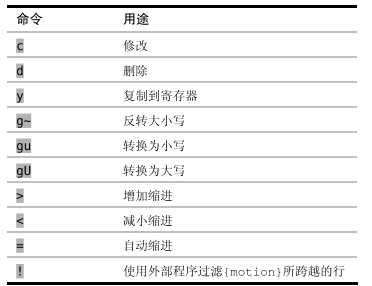 命令 用途
c 修改
d 删除
y 复制到寄存器
g~ 反转大小写
gu 转换为小写
gU 转换为大写
> 增加缩进
< 减小缩进
= 自动缩进
! 使用外部程序过滤{motion}所跨越的行